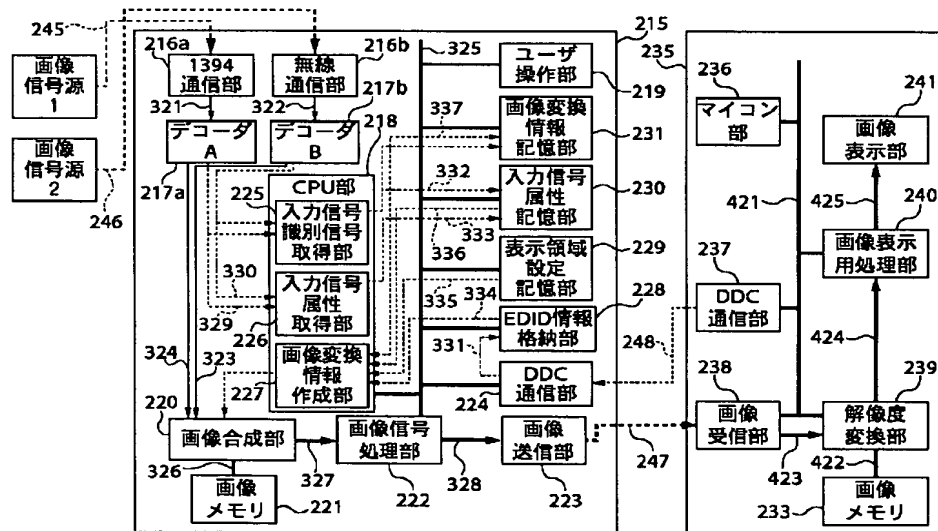 245
画像
信号源
1
画像
信号源
2
246
216a
1394
通信部
321
デコーダ
A
217a
無線
通信部
216b
322
デコーダ
B
217b
218
CPU部
225
入力信号
識別信号
取得部
330
329
入力信号
属性
取得部
226
画像変換
情報
作成部
227
324
323
220
画像合成部
326
327
画像
メモリ
221
画像信号
処理部
222
328
画像
送信部
223
325
215
ユーザ
操作部
219
337
画像変換
情報
記憶部
231
332
入力信号
属性
記憶部
230
333
336
表示領域
設定
記憶部
229
335
334
228
EDID情報
格納部
331
DDC
通信部
224
248
247
235
236
マイコン
部
241
画像
表示部
421
425
240
画像表示
用処理部
237
DDC
通信部
424
238
画像
受信部
239
解像度
変換部
423
422
画像
メモリ
233